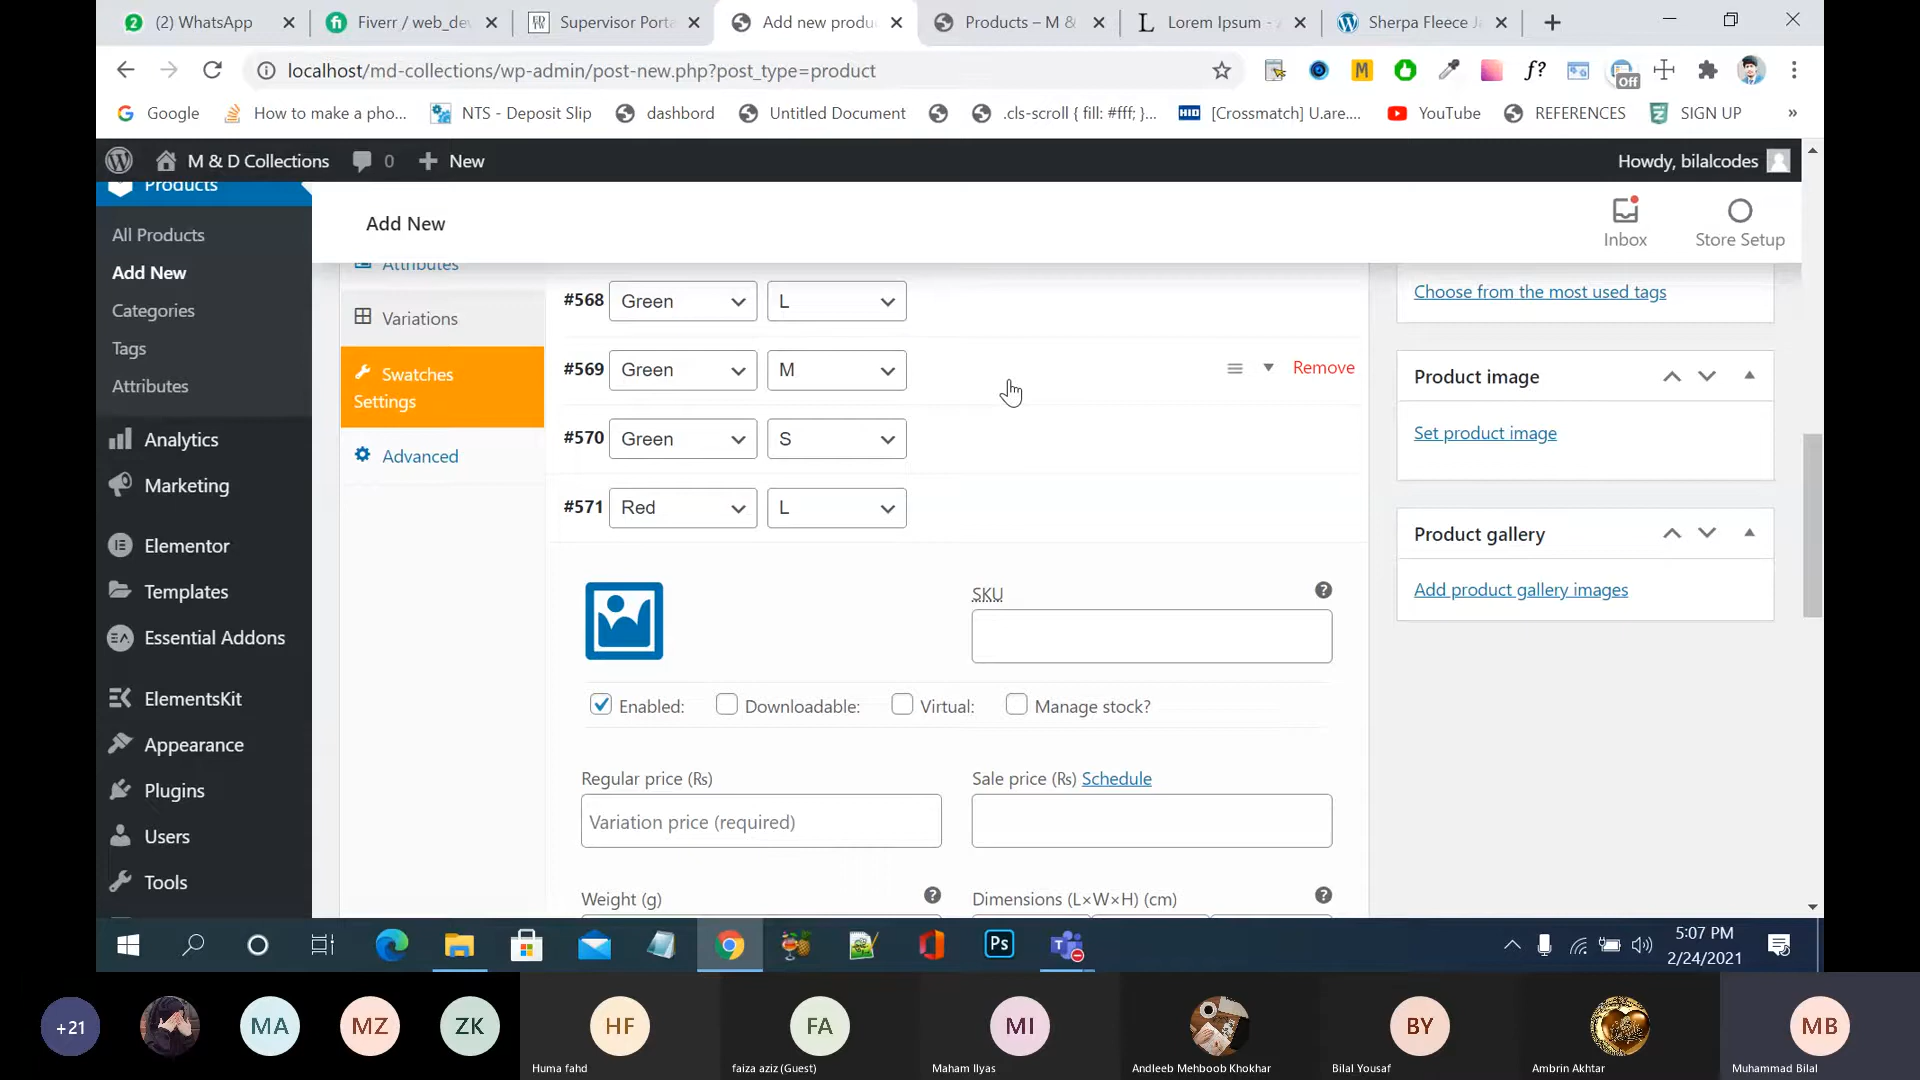 (2) WhatsApp
Fiverr / web_dev
Supervisor Porta
Add new produ
Products – M &
Lorem Ipsum -
Sherpa Fleece Ja
localhost/md-collections/wp-admin/post-new.php?post_type=product
Off
Google
How to make a pho...
NTS - Deposit Slip
dashbord
Untitled Document
.cls-scroll { fill: #fff; }...
[Crossmatch] U.are....
YouTube
REFERENCES
SIGN UP
»
M & D Collections
0
New
Howdy, bilalcodes
Products
All Products
Add New
Categories
Tags
Attributes
Analytics
Marketing
Elementor
Templates
Essential Addons
ElementsKit
Appearance
Plugins
Users
Tools
Add New
Inbox
Store Setup
Attributes
Variations
Swatches
Settings
Advanced
#568 Green L
#569 Green M Remove
#570 Green S
#571 Red L
SKU
Enabled: Downloadable: Virtual: Manage stock?
Regular price (₨)
Variation price (required)
Sale price (₨) Schedule
Weight (g)
Dimensions (L×W×H) (cm)
Choose from the most used tags
Product image
Set product image
Product gallery
Add product gallery images
Ps
5:07 PM
2/24/2021
+21
MA
MZ
ZK
HF
Huma fahd
FA
faiza aziz (Guest)
MI
Maham Ilyas
Andleeb Mehboob Khokhar
BY
Bilal Yousaf
Ambrin Akhtar
MB
Muhammad Bilal